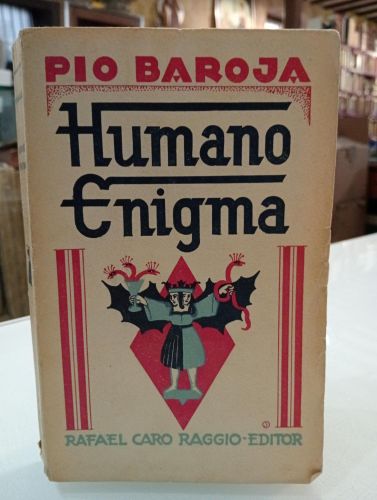 PIO BAROJA
Humano
Enigma
RAFAEL CARO RAGGIO-EDITOR